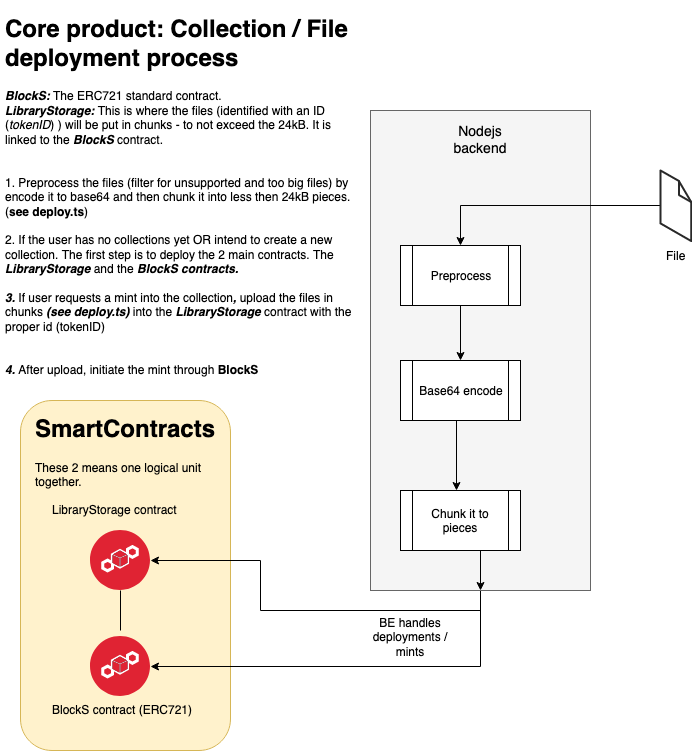 Core product: Collection / File
deployment process
BlockS: The ERC721 standard contract.
LibraryStorage: This is where the files (identified with an ID
(tokenID) ) will be put in chunks - to not exceed the 24kB. It is
linked to the BlockS contract.
1. Preprocess the files (filter for unsupported and too big files) by
encode it to base64 and then chunk it into less then 24kB pieces.
(see deploy.ts)
2. If the user has no collections yet OR intend to create a new
collection. The first step is to deploy the 2 main contracts. The
LibraryStorage and the BlockS contracts.
3. If user requests a mint into the collection, upload the files in
chunks (see deploy.ts) into the LibraryStorage contract with the
proper id (tokenID)
4. After upload, initiate the mint through BlockS
Nodejs
backend
File
Preprocess
Base64 encode
Chunk it to
pieces
BE handles
deployments /
mints
SmartContracts
These 2 means one logical unit
together.
LibraryStorage contract
BlockS contract (ERC721)